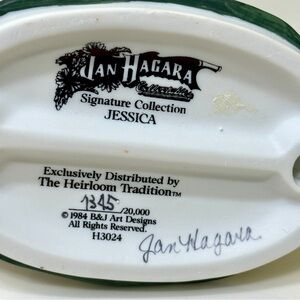 JAN HAGARA
Collectables
Signature Collection
JESSICA
Exclusively Distributed by
The Heirloom Tradition™
1345/20,000
© 1984 B&J Art Designs
All Rights Reserved.
H3024
Jan Hagara